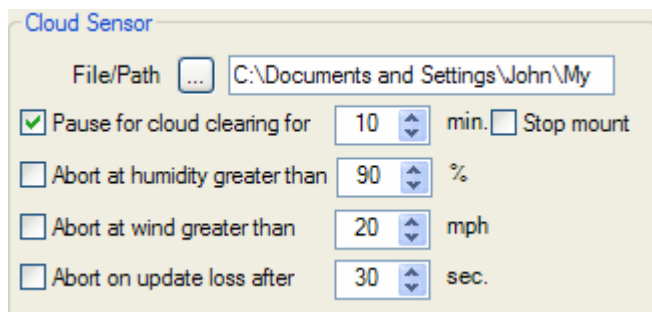 Cloud Sensor
File/Path ... C:\Documents and Settings\John\My
Pause for cloud clearing for 10 min. Stop mount
Abort at humidity greater than 90 %
Abort at wind greater than 20 mph
Abort on update loss after 30 sec.